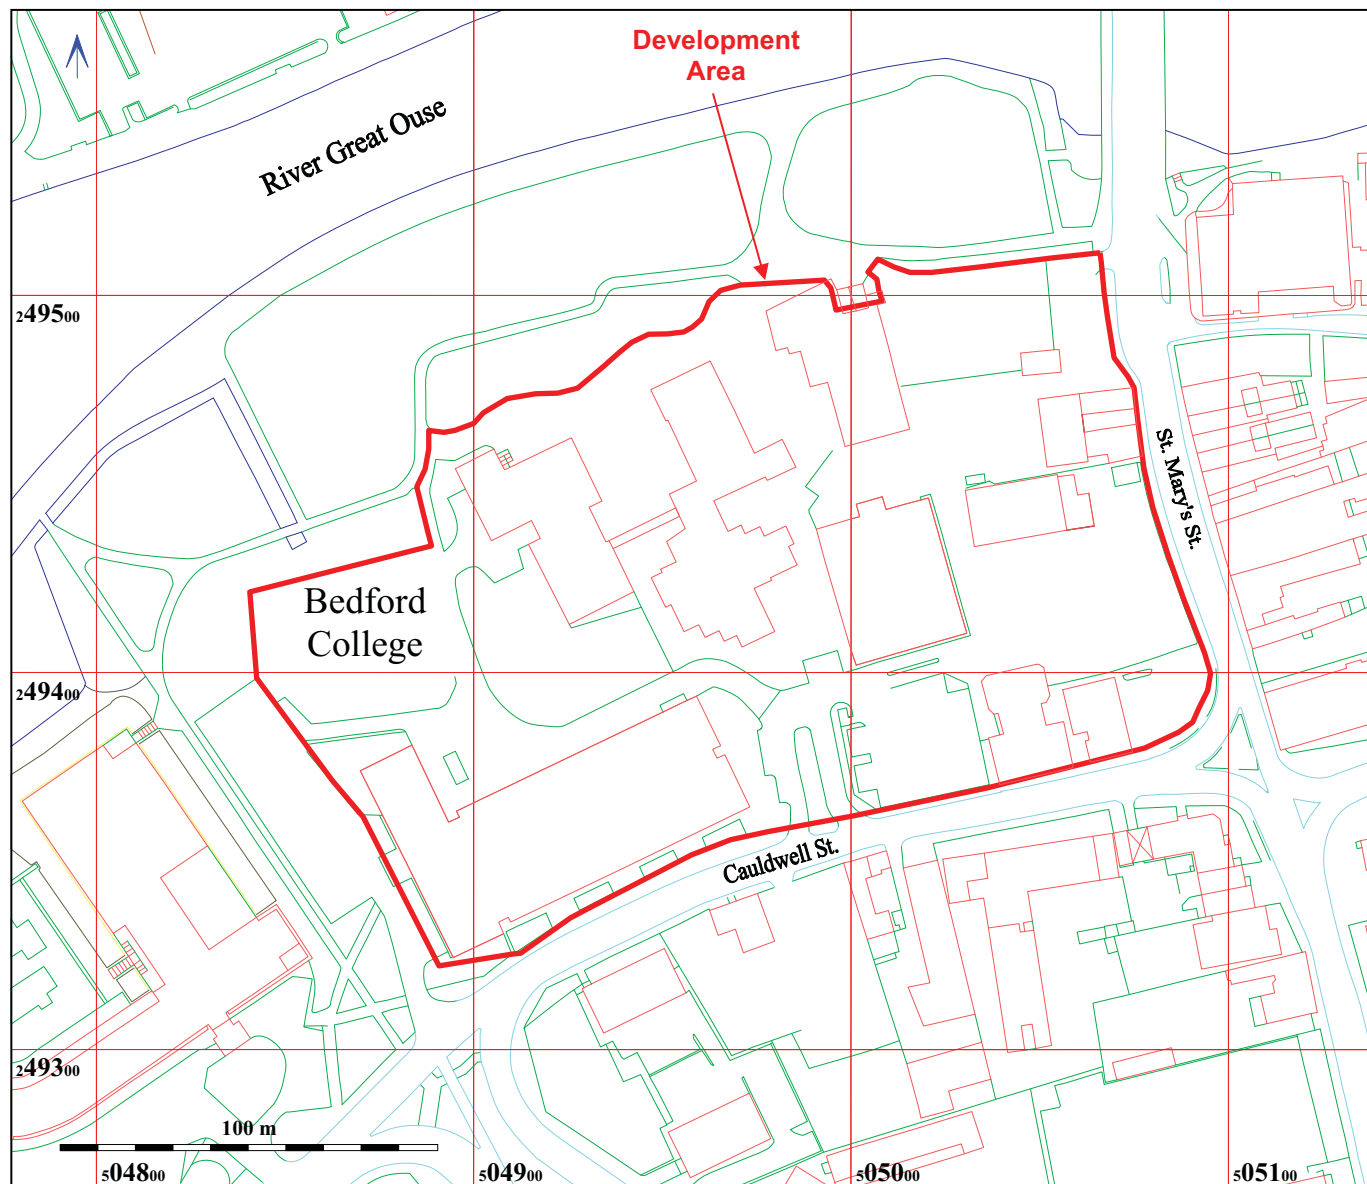 Development
Area
River Great Ouse
249500
St. Mary's St.
Bedford
College
249400
Cauldwell St.
249300
100 m
504800
504900
505000
505100